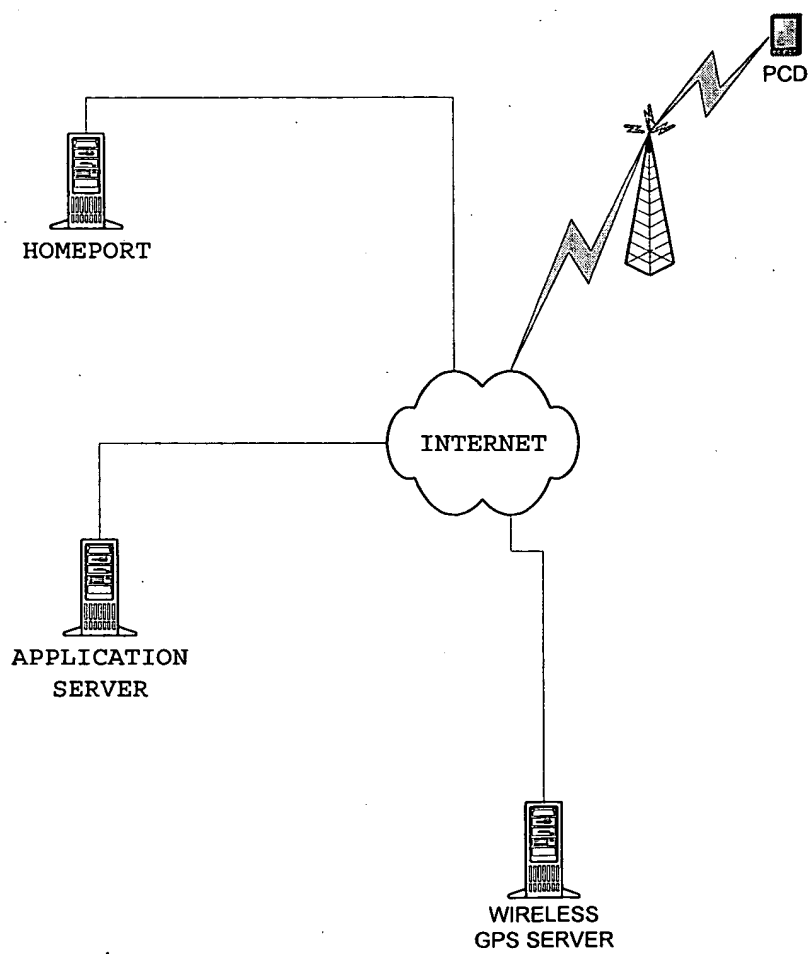 PCD
HOMEPORT
INTERNET
APPLICATION
SERVER
WIRELESS
GPS SERVER